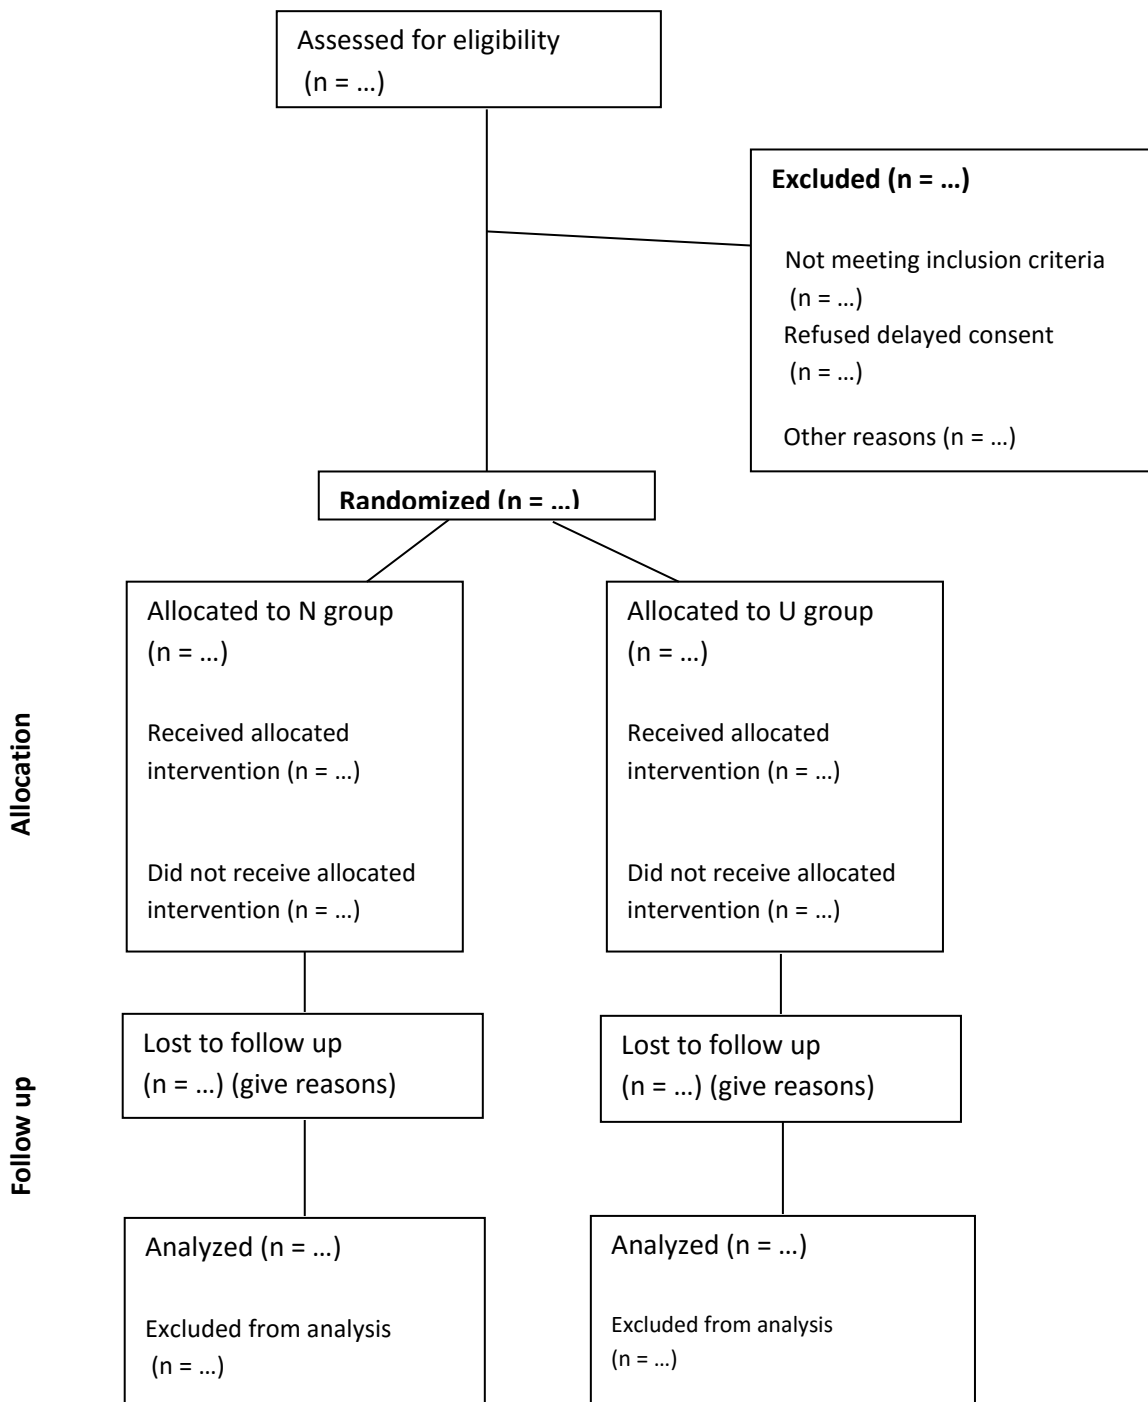 Assessed for eligibility
(n = …)
Excluded (n = …)
Not meeting inclusion criteria
(n = …)
Refused delayed consent
(n = …)
Other reasons (n = …)
Randomized (n = …)
Allocation
Allocated to N group
(n = …)
Received allocated
intervention (n = …)
Did not receive allocated
intervention (n = …)
Allocated to U group
(n = …)
Received allocated
intervention (n = …)
Did not receive allocated
intervention (n = …)
Follow up
Lost to follow up
(n = …) (give reasons)
Lost to follow up
(n = …) (give reasons)
Analyzed (n = …)
Excluded from analysis
(n = …)
Analyzed (n = …)
Excluded from analysis
(n = …)